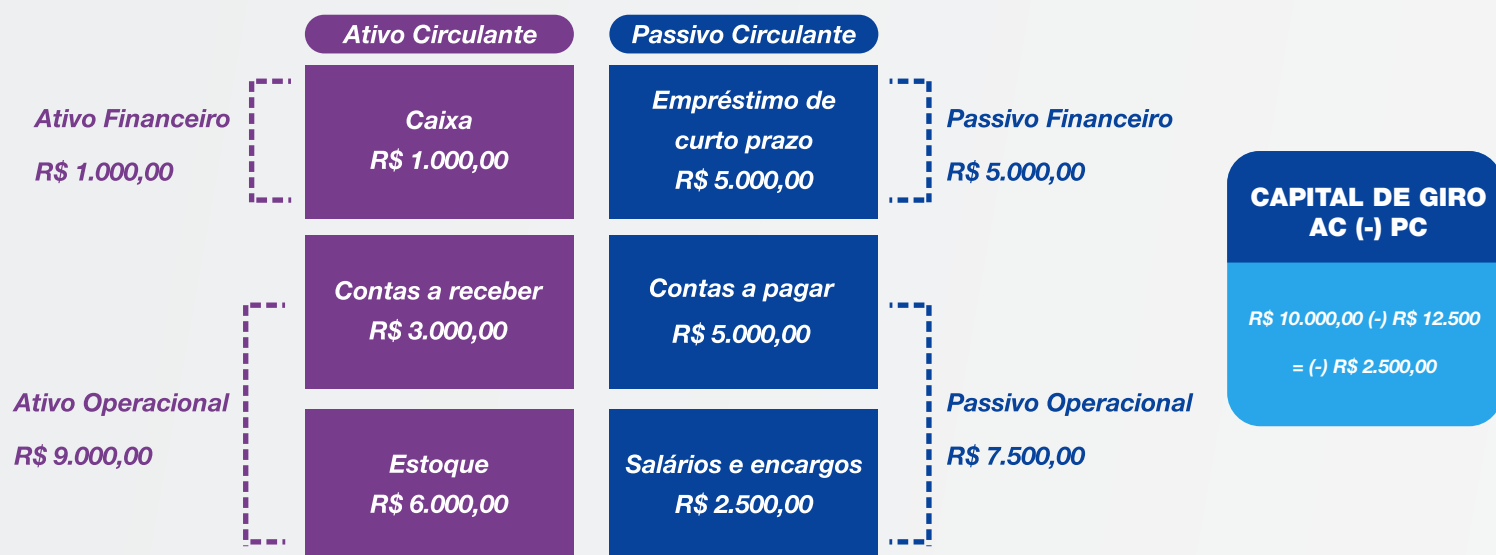 Ativo Circulante
Passivo Circulante
Ativo Financeiro
R$ 1.000,00
Caixa
R$ 1.000,00
Empréstimo de
curto prazo
R$ 5.000,00
Passivo Financeiro
R$ 5.000,00
Contas a receber
R$ 3.000,00
Contas a pagar
R$ 5.000,00
Ativo Operacional
R$ 9.000,00
Estoque
R$ 6.000,00
Salários e encargos
R$ 2.500,00
Passivo Operacional
R$ 7.500,00
CAPITAL DE GIRO
AC (-) PC
R$ 10.000,00 (-) R$ 12.500
= (-) R$ 2.500,00